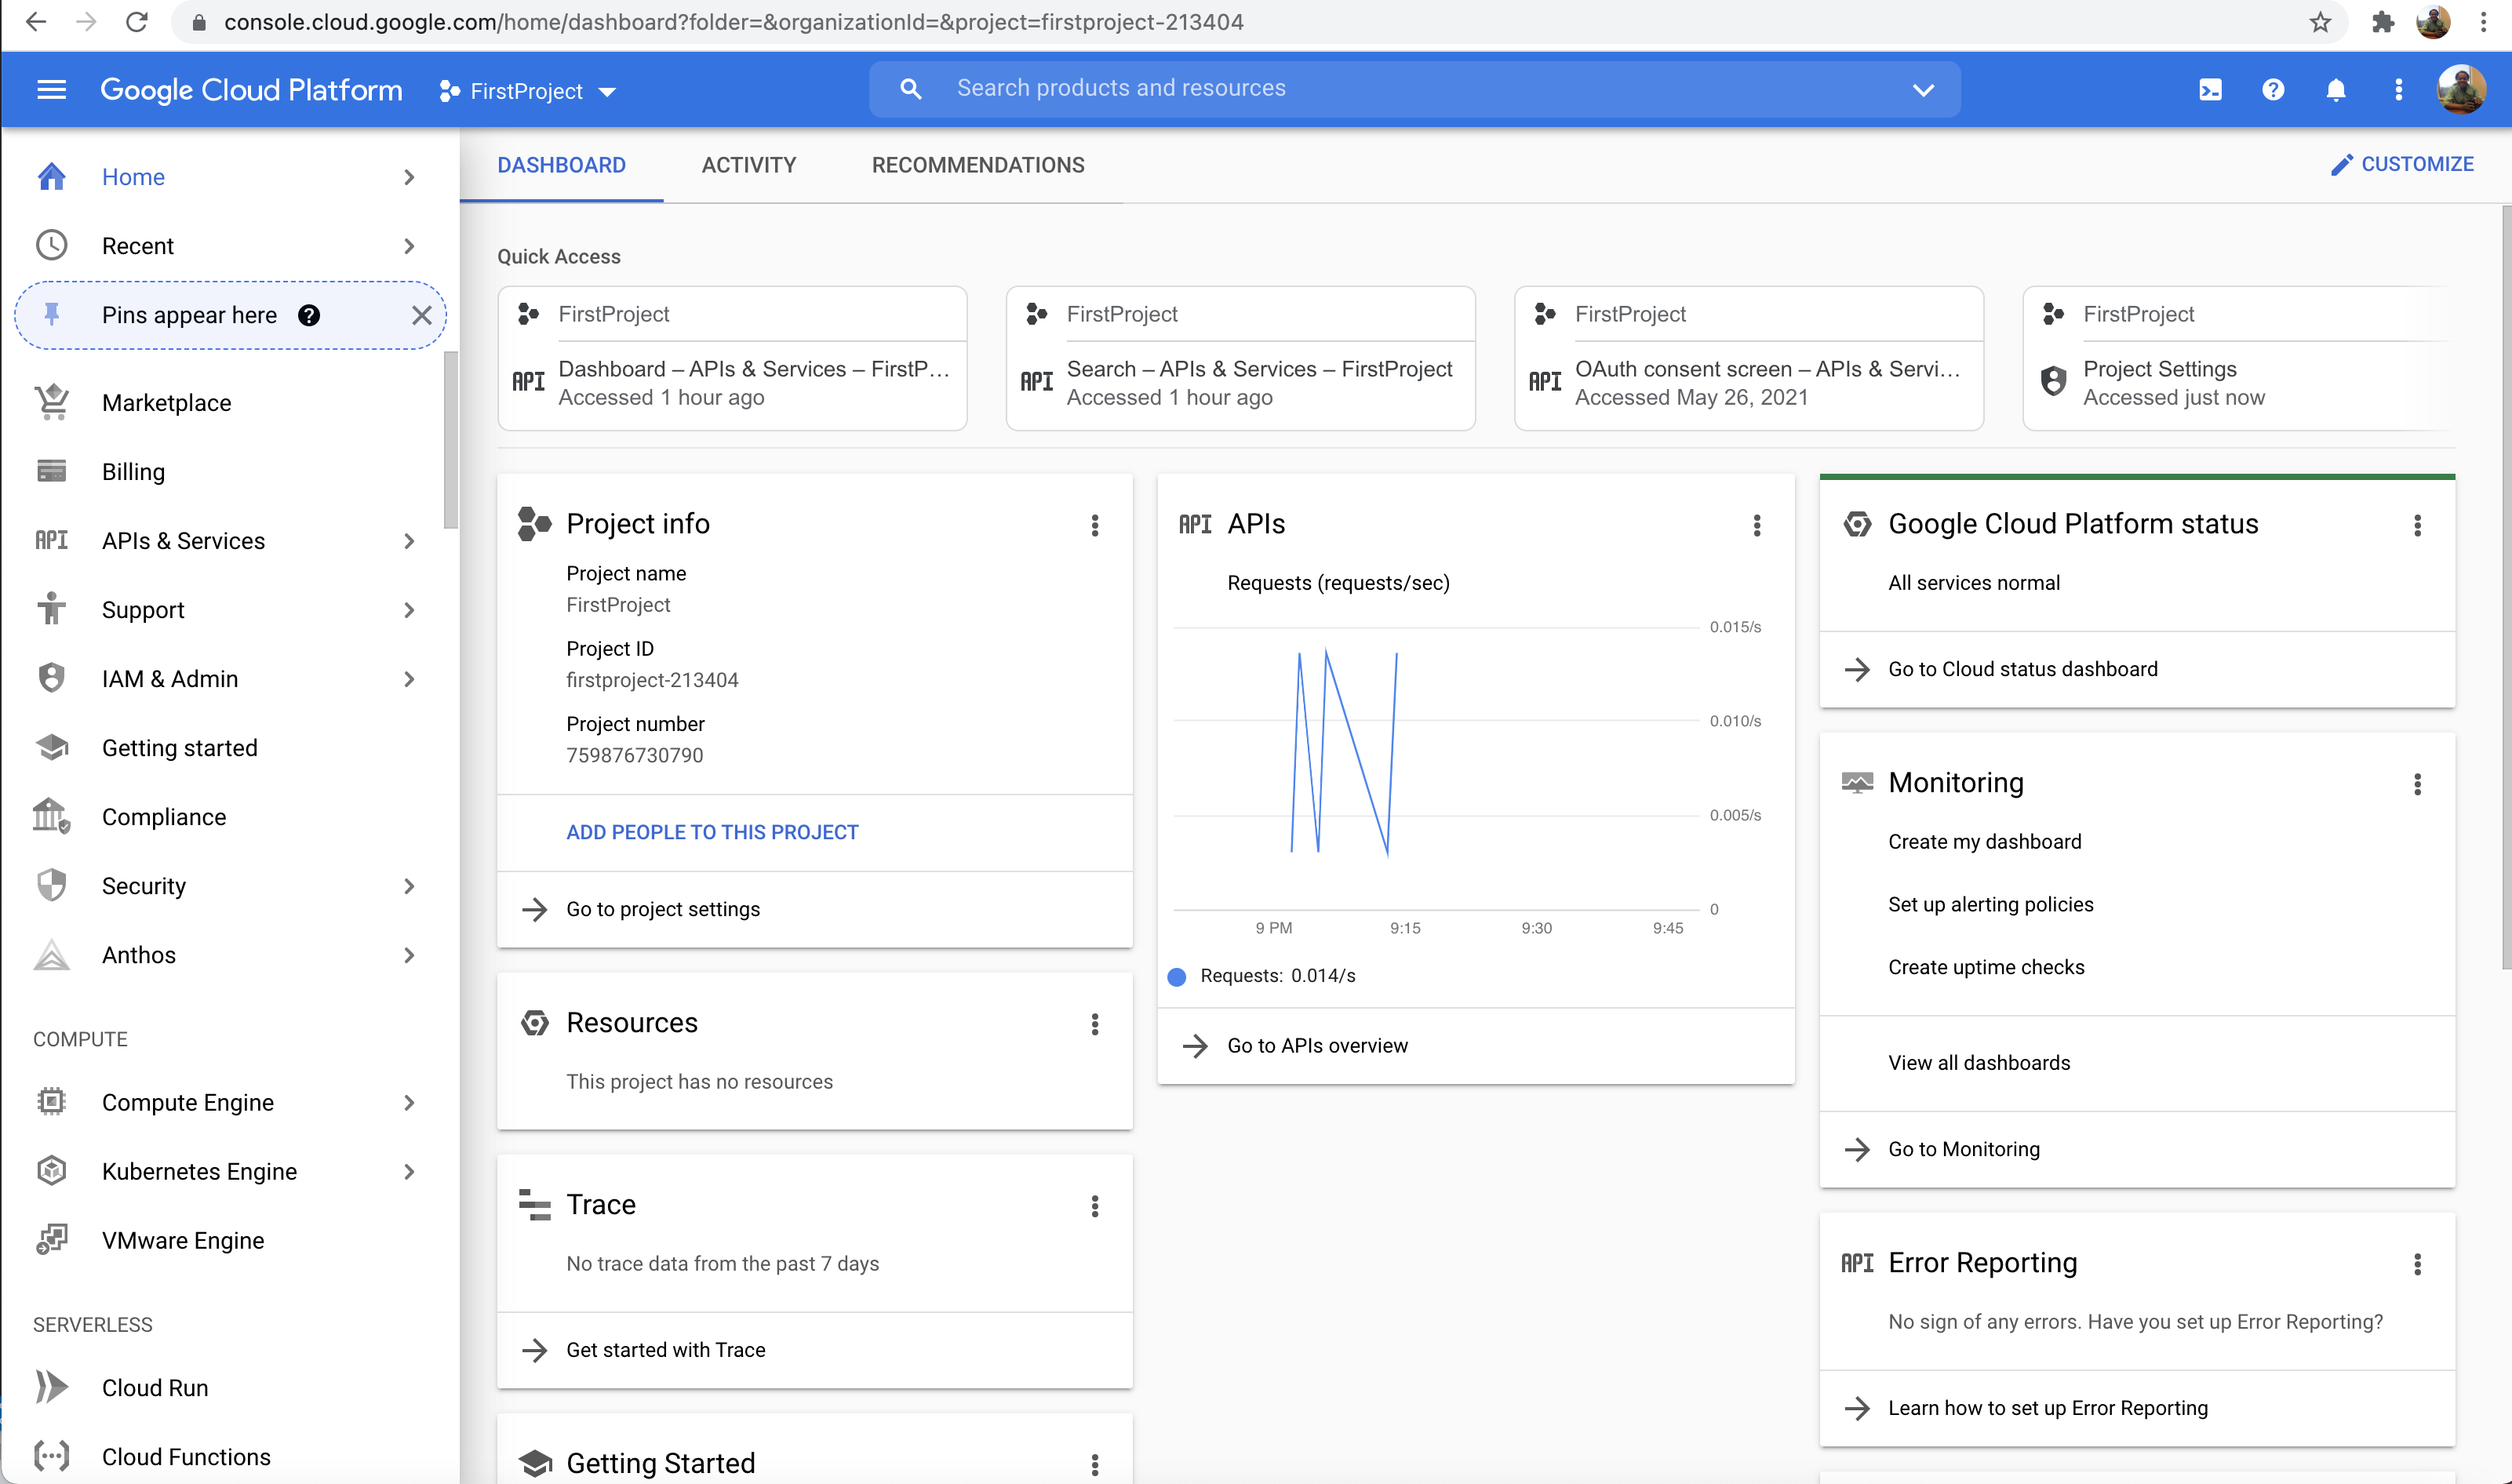 console.cloud.google.com/home/dashboard?folder=&organizationId=&project=firstproject-213404
Google Cloud Platform
FirstProject
Search products and resources
Home
Recent
Pins appear here
Marketplace
Billing
API APIs & Services
Support
IAM & Admin
Getting started
Compliance
Security
Anthos
COMPUTE
Compute Engine
Kubernetes Engine
VMware Engine
SERVERLESS
Cloud Run
Cloud Functions
DASHBOARD
ACTIVITY
RECOMMENDATIONS
CUSTOMIZE
Quick Access
FirstProject
API Dashboard – APIs & Services – FirstP…
Accessed 1 hour ago
FirstProject
API Search – APIs & Services – FirstProject
Accessed 1 hour ago
FirstProject
API OAuth consent screen – APIs & Servi…
Accessed May 26, 2021
FirstProject
Project Settings
Accessed just now
Project info
Project name
FirstProject
Project ID
firstproject-213404
Project number
759876730790
ADD PEOPLE TO THIS PROJECT
Go to project settings
Resources
This project has no resources
Trace
No trace data from the past 7 days
Get started with Trace
Getting Started
API APIs
Requests (requests/sec)
0.015/s
0.010/s
0.005/s
0
9 PM 9:15 9:30 9:45
Requests: 0.014/s
Go to APIs overview
Google Cloud Platform status
All services normal
Go to Cloud status dashboard
Monitoring
Create my dashboard
Set up alerting policies
Create uptime checks
View all dashboards
Go to Monitoring
API Error Reporting
No sign of any errors. Have you set up Error Reporting?
Learn how to set up Error Reporting